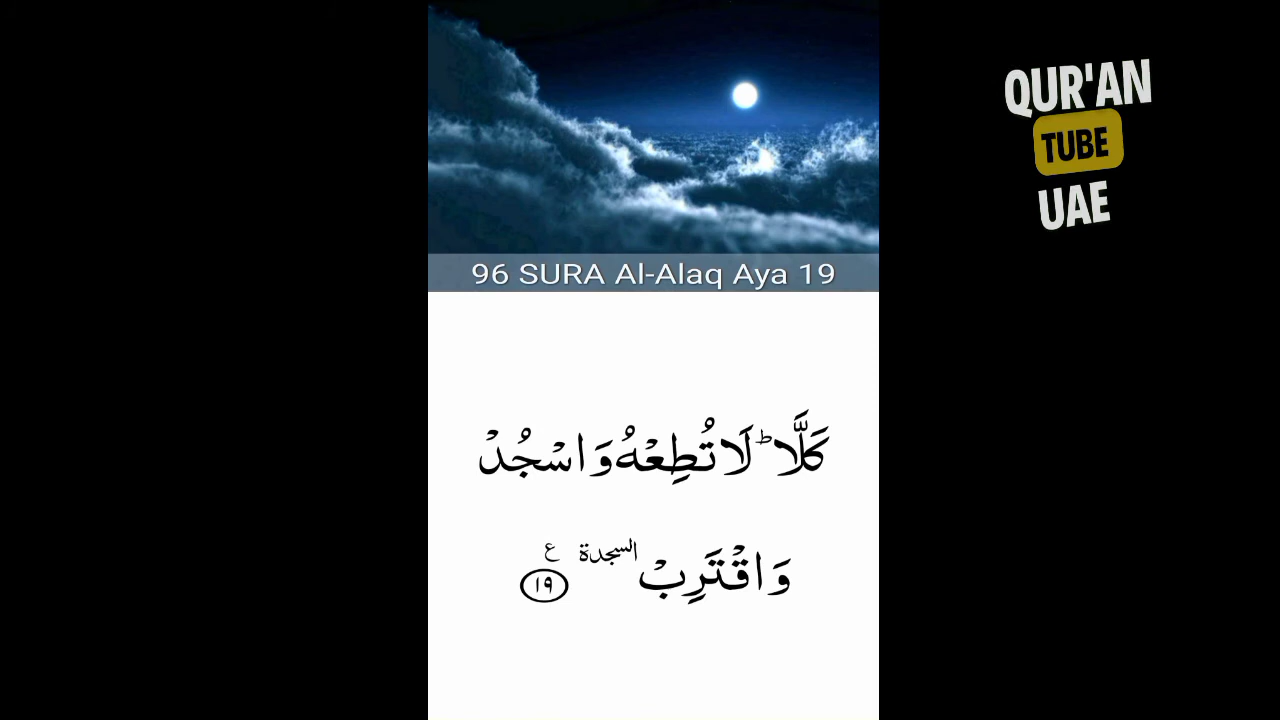 QUR'AN
TUBE
UAE
96 SURA Al-Alaq Aya 19
كَلَّا ؕ لَا تُطِعْهُ وَاسْجُدْ
وَاقْتَرِبْ السجدة ع ١٩